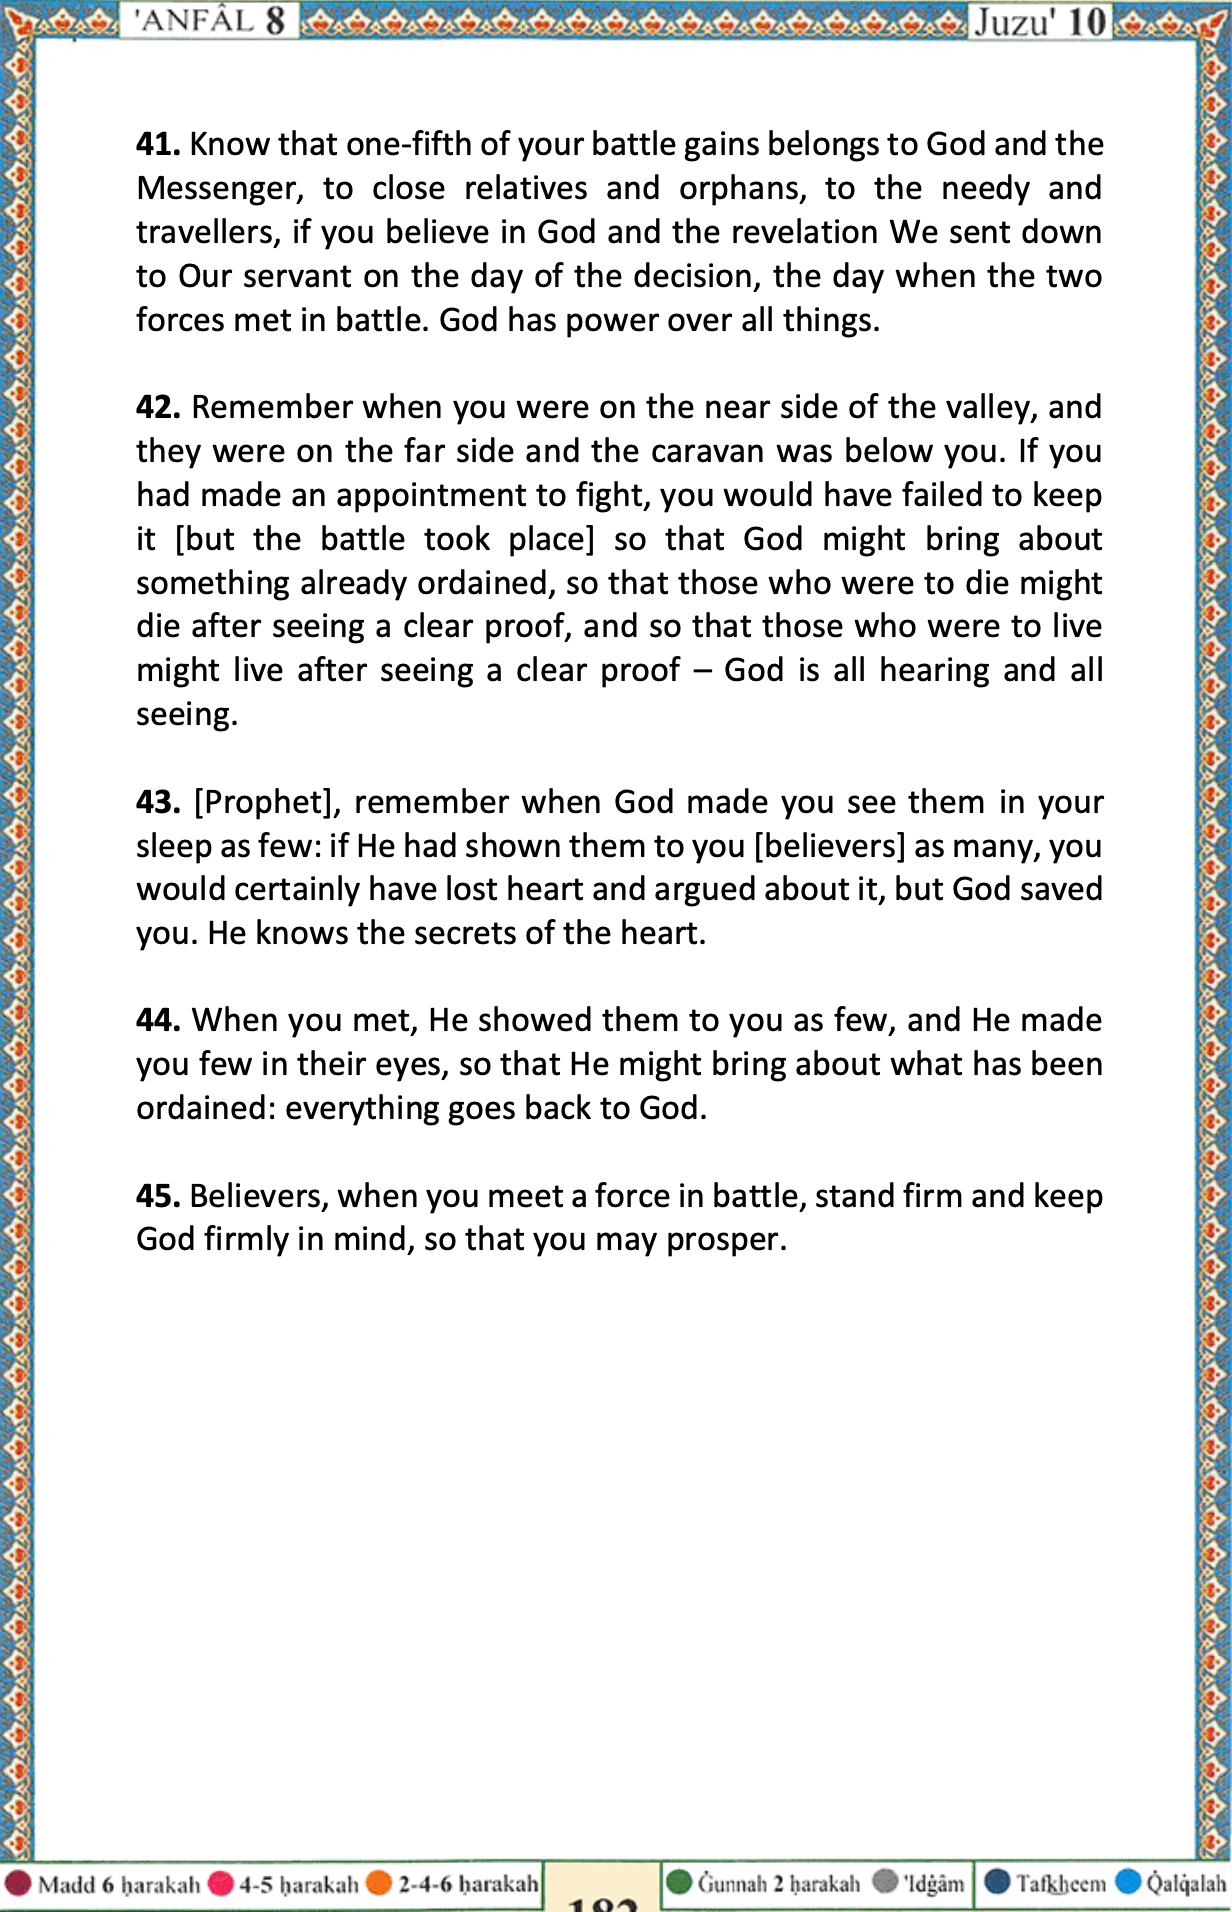 'ANFÂL 8
Juzu' 10
41. Know that one-fifth of your battle gains belongs to God and the
Messenger, to close relatives and orphans, to the needy and
travellers, if you believe in God and the revelation We sent down
to Our servant on the day of the decision, the day when the two
forces met in battle. God has power over all things.
42. Remember when you were on the near side of the valley, and
they were on the far side and the caravan was below you. If you
had made an appointment to fight, you would have failed to keep
it [but the battle took place] so that God might bring about
something already ordained, so that those who were to die might
die after seeing a clear proof, and so that those who were to live
might live after seeing a clear proof – God is all hearing and all
seeing.
43. [Prophet], remember when God made you see them in your
sleep as few: if He had shown them to you [believers] as many, you
would certainly have lost heart and argued about it, but God saved
you. He knows the secrets of the heart.
44. When you met, He showed them to you as few, and He made
you few in their eyes, so that He might bring about what has been
ordained: everything goes back to God.
45. Believers, when you meet a force in battle, stand firm and keep
God firmly in mind, so that you may prosper.
Madd 6 ḥarakah 4-5 ḥarakah 2-4-6 ḥarakah
182
Ġunnah 2 ḥarakah 'Idġâm Tafkheem Q̇alq̇alah